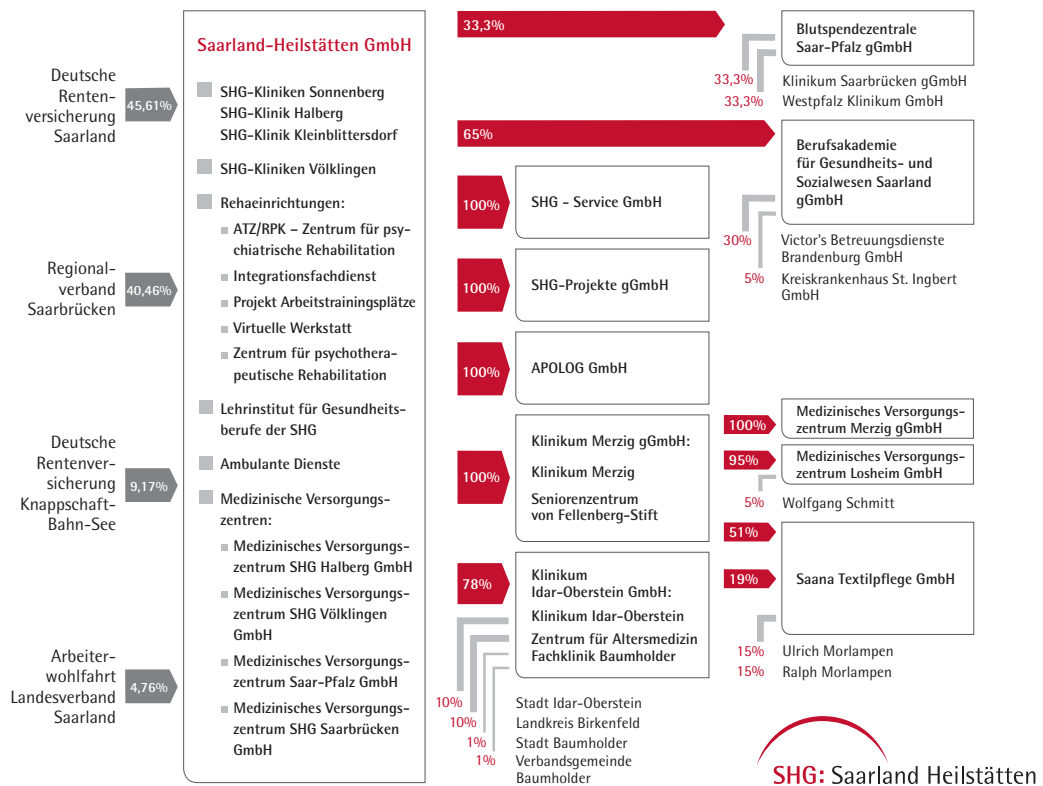 Deutsche
Renten-
versicherung
Saarland
45,61%
Regional-
verband
Saarbrücken
40,46%
Deutsche
Rentenver-
sicherung
Knappschaft-
Bahn-See
9,17%
Arbeiter-
wohlfahrt
Landesverband
Saarland
4,76%
Saarland-Heilstätten GmbH
SHG-Kliniken Sonnenberg
SHG-Klinik Halberg
SHG-Klinik Kleinblittersdorf
SHG-Kliniken Völklingen
Rehaeinrichtungen:
ATZ/RPK – Zentrum für psy-
chiatrische Rehabilitation
Integrationsfachdienst
Projekt Arbeitstrainingsplätze
Virtuelle Werkstatt
Zentrum für psychothera-
peutische Rehabilitation
Lehrinstitut für Gesundheits-
berufe der SHG
Ambulante Dienste
Medizinische Versorgungs-
zentren:
Medizinisches Versorgungs-
zentrum SHG Halberg GmbH
Medizinisches Versorgungs-
zentrum SHG Völklingen
GmbH
Medizinisches Versorgungs-
zentrum Saar-Pfalz GmbH
Medizinisches Versorgungs-
zentrum SHG Saarbrücken
GmbH
33,3%
Blutspendezentrale
Saar-Pfalz gGmbH
33,3% Klinikum Saarbrücken gGmbH
33,3% Westpfalz Klinikum GmbH
65%
Berufsakademie
für Gesundheits- und
Sozialwesen Saarland
gGmbH
30% Victor's Betreuungsdienste
Brandenburg GmbH
5% Kreiskrankenhaus St. Ingbert
GmbH
100%
SHG - Service GmbH
100%
SHG-Projekte gGmbH
100%
APOLOG GmbH
100%
Klinikum Merzig gGmbH:
Klinikum Merzig
Seniorenzentrum
von Fellenberg-Stift
100%
Medizinisches Versorgungs-
zentrum Merzig gGmbH
95%
Medizinisches Versorgungs-
zentrum Losheim GmbH
5% Wolfgang Schmitt
78%
Klinikum
Idar-Oberstein GmbH:
Klinikum Idar-Oberstein
Zentrum für Altersmedizin
Fachklinik Baumholder
10% Stadt Idar-Oberstein
10% Landkreis Birkenfeld
1% Stadt Baumholder
1% Verbandsgemeinde
Baumholder
51%
19%
Saana Textilpflege GmbH
15% Ulrich Morlampen
15% Ralph Morlampen
SHG: Saarland Heilstätten